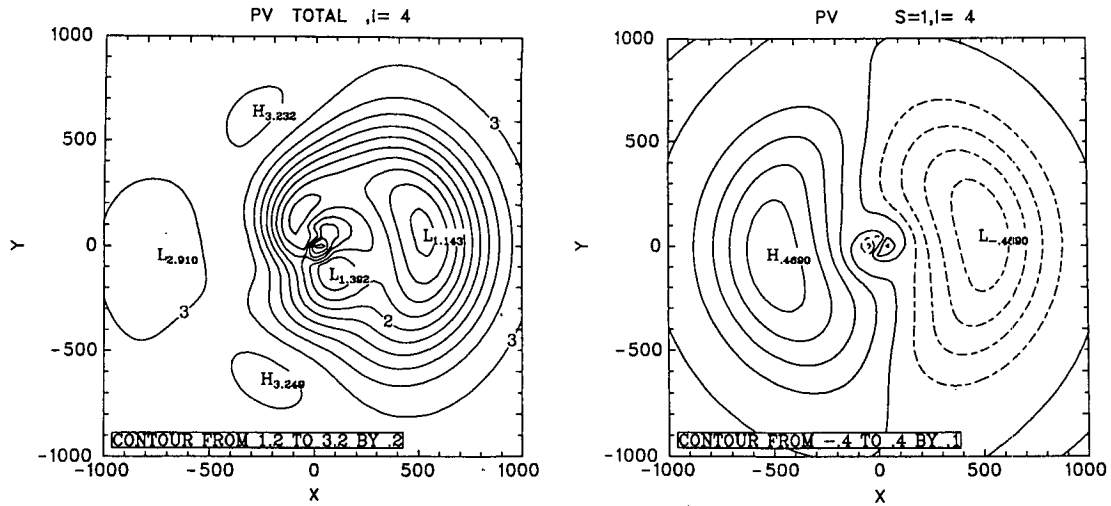 PV TOTAL ,I= 4
1000
500
0
-500
-1000
-1000
-500
0
500
1000
Y
X
H3.232
3
L2.910
L1.143
L1.392
2
3
3
H3.249
CONTOUR FROM 1.2 TO 3.2 BY .2
PV S=1,I= 4
1000
500
0
-500
-1000
-1000
-500
0
500
1000
Y
X
H.4690
L-.4690
CONTOUR FROM -.4 TO .4 BY .1